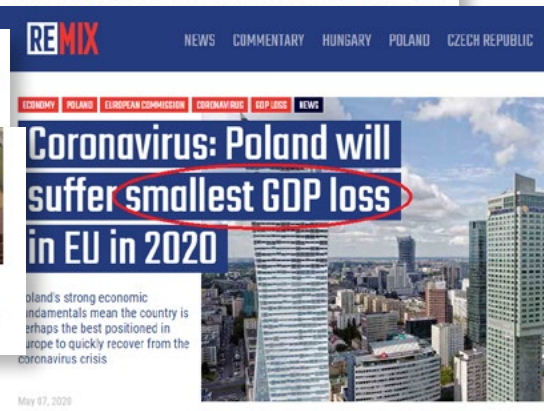 REMIX
NEWS COMMENTARY HUNGARY POLAND CZECH REPUBLIC
ECONOMY POLAND EUROPEAN COMMISSION CORONAVIRUS GDP LOSS NEWS
Coronavirus: Poland will
suffer smallest GDP loss
in EU in 2020
oland's strong economic
undamentals mean the country is
erhaps the best positioned in
urope to quickly recover from the
coronavirus crisis
May 07, 2020